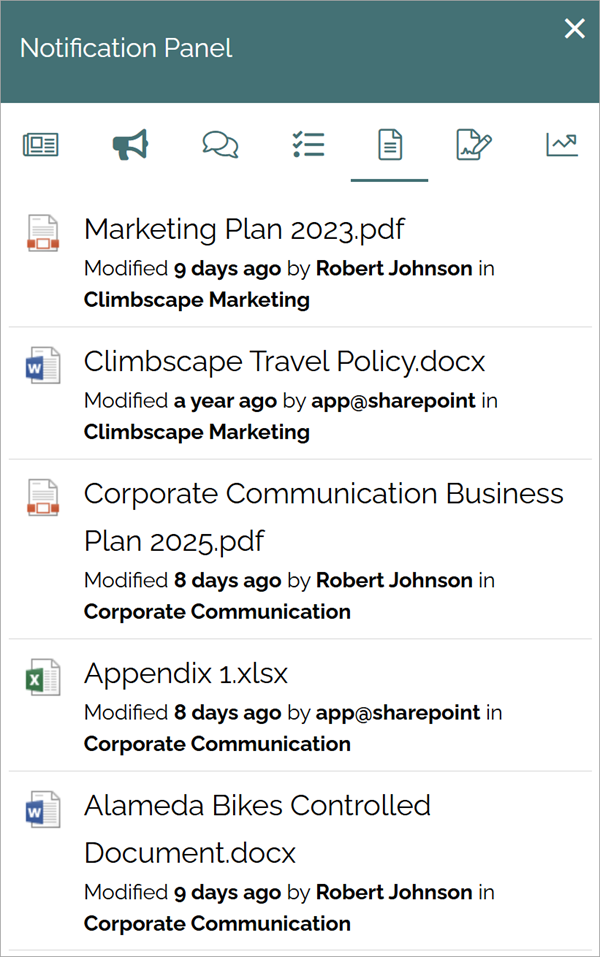 Notification Panel
Marketing Plan 2023.pdf
Modified 9 days ago by Robert Johnson in
Climbscape Marketing
Climbscape Travel Policy.docx
Modified a year ago by app@sharepoint in
Climbscape Marketing
Corporate Communication Business
Plan 2025.pdf
Modified 8 days ago by Robert Johnson in
Corporate Communication
Appendix 1.xlsx
Modified 8 days ago by app@sharepoint in
Corporate Communication
Alameda Bikes Controlled
Document.docx
Modified 9 days ago by Robert Johnson in
Corporate Communication